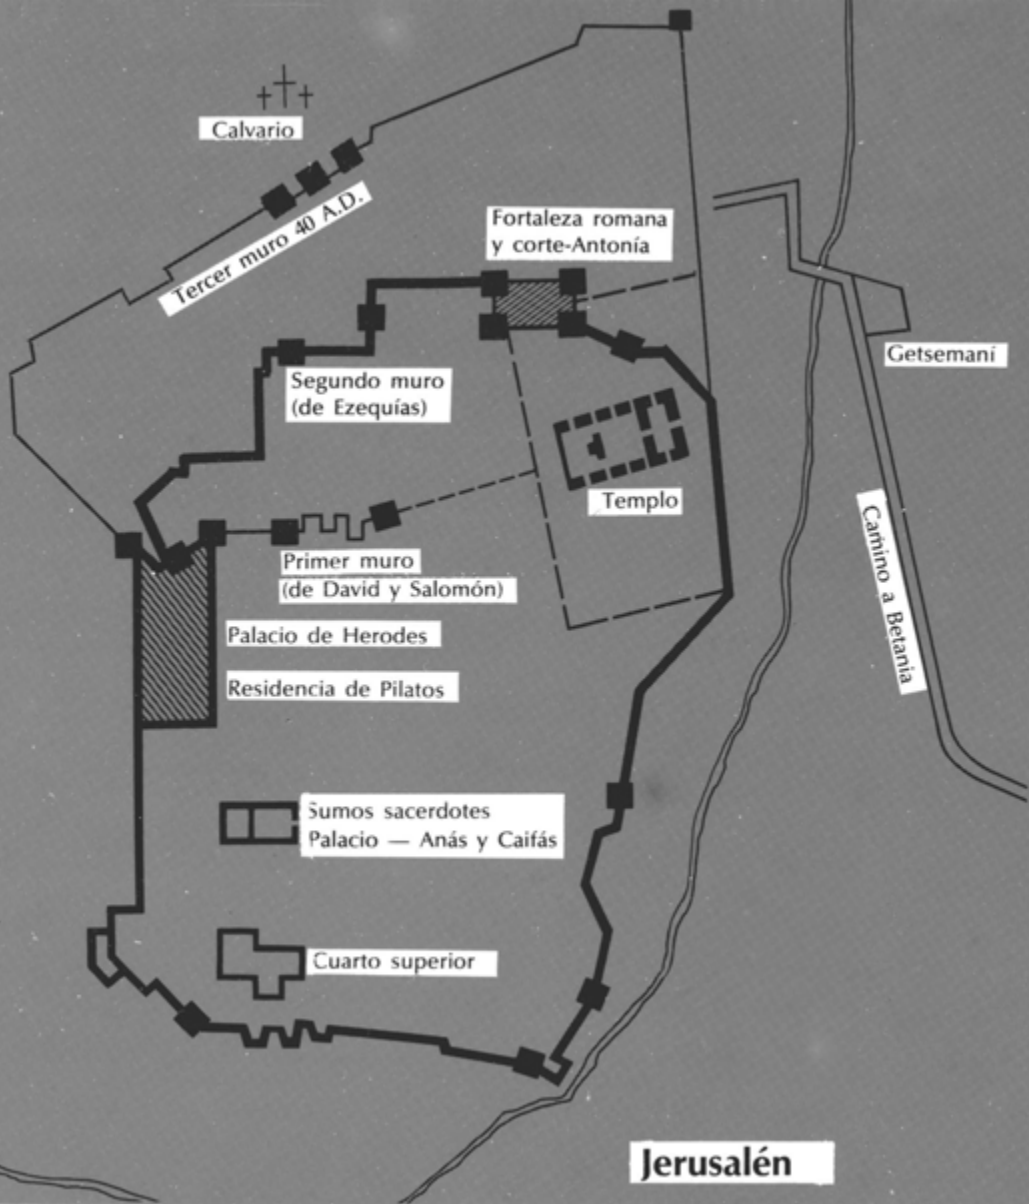 Calvario
Tercer muro 40 A.D.
Fortaleza romana
y corte-Antonía
Getsemaní
Segundo muro
(de Ezequías)
Templo
Camino a Betania
Primer muro
(de David y Salomón)
Palacio de Herodes
Residencia de Pilatos
Sumos sacerdotes
Palacio — Anás y Caifás
Cuarto superior
Jerusalén